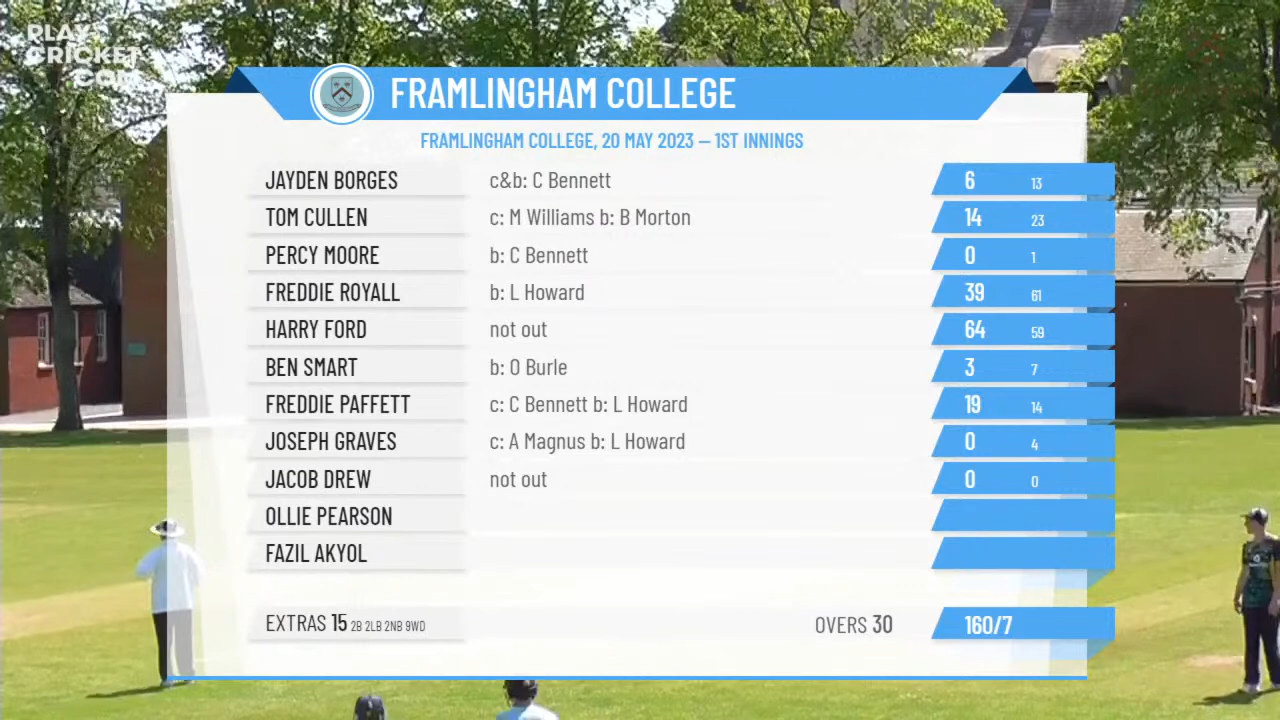 PLAY-
CRICKET
.COM
FRAMLINGHAM COLLEGE
FRAMLINGHAM COLLEGE, 20 MAY 2023 – 1ST INNINGS
JAYDEN BORGES c&b: C Bennett 6 13
TOM CULLEN c: M Williams b: B Morton 14 23
PERCY MOORE b: C Bennett 0 1
FREDDIE ROYALL b: L Howard 39 61
HARRY FORD not out 64 59
BEN SMART b: O Burle 3 7
FREDDIE PAFFETT c: C Bennett b: L Howard 19 14
JOSEPH GRAVES c: A Magnus b: L Howard 0 4
JACOB DREW not out 0 0
OLLIE PEARSON
FAZIL AKYOL
EXTRAS 15 2B 2LB 2NB 9WD OVERS 30 160/7